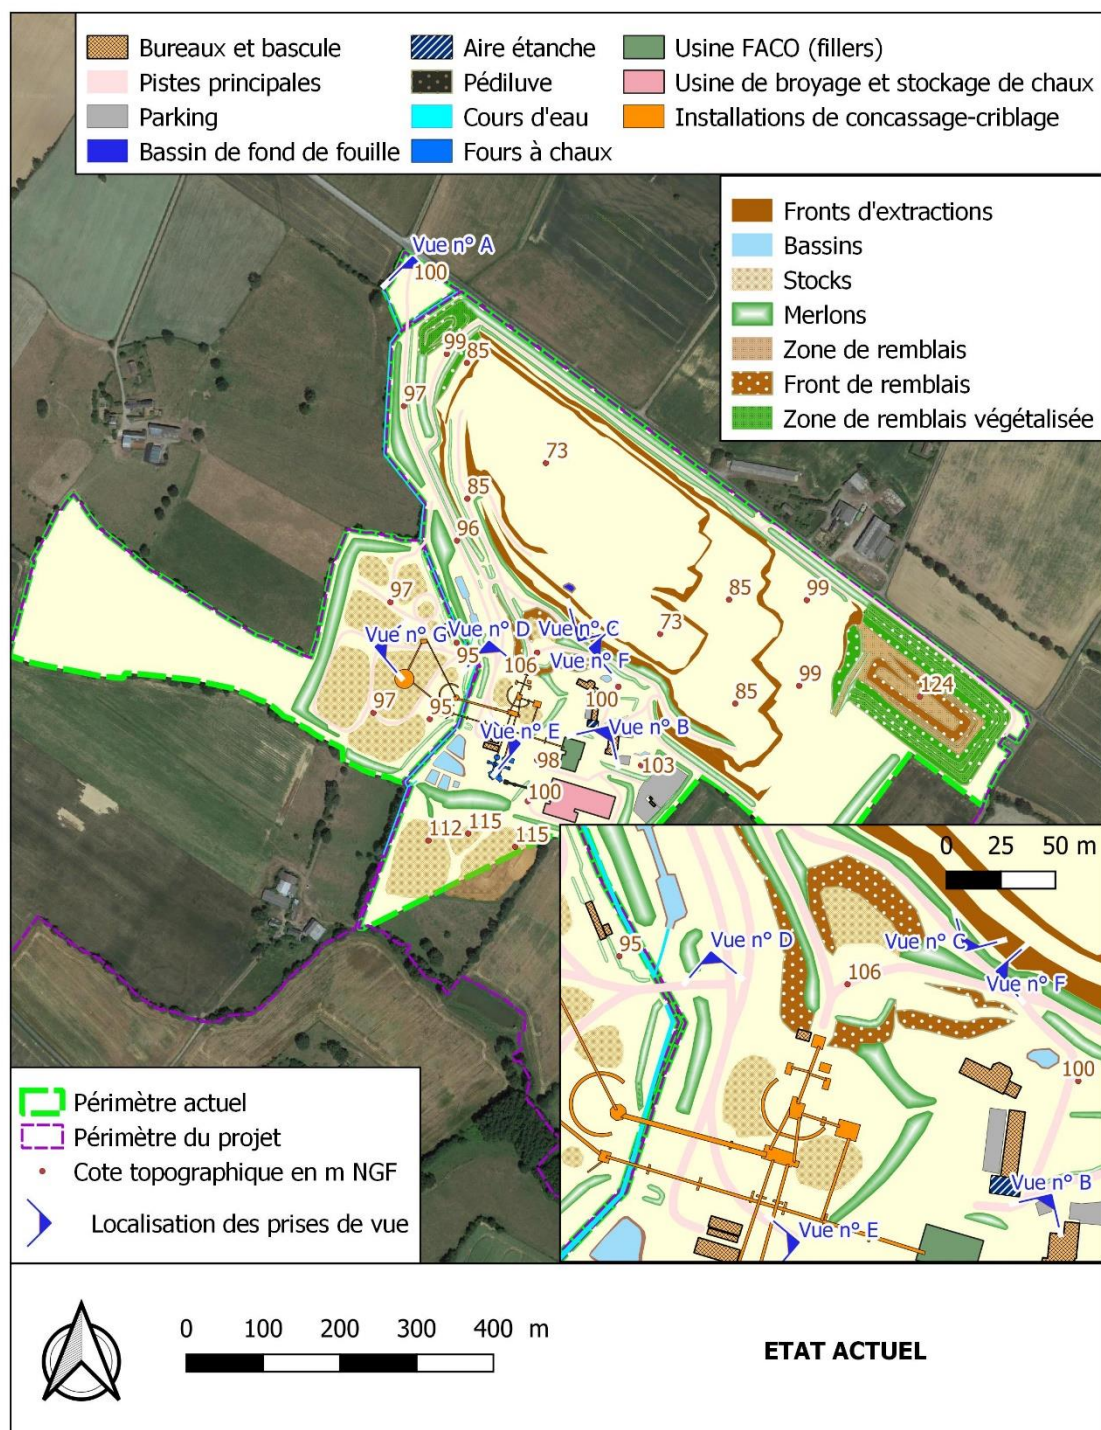 Bureaux et bascule
Pistes principales
Parking
Bassin de fond de fouille
Aire étanche
Pédiluve
Cours d'eau
Fours à chaux
Usine FACO (fillers)
Usine de broyage et stockage de chaux
Installations de concassage-criblage
Fronts d'extractions
Bassins
Stocks
Merlons
Zone de remblais
Front de remblais
Zone de remblais végétalisée
Vue n° A
100
99
85
97
73
85
96
85
99
97
73
Vue n° G
Vue n° D
Vue n° C
95
106
Vue n° F
99
124
85
97
95
100
Vue n° E
Vue n° B
98
103
100
112
115
115
0 25 50 m
95
Vue n° D
Vue n° C
106
Vue n° F
100
Vue n° B
Vue n° E
Périmètre actuel
Périmètre du projet
Cote topographique en m NGF
Localisation des prises de vue
0 100 200 300 400 m
ETAT ACTUEL